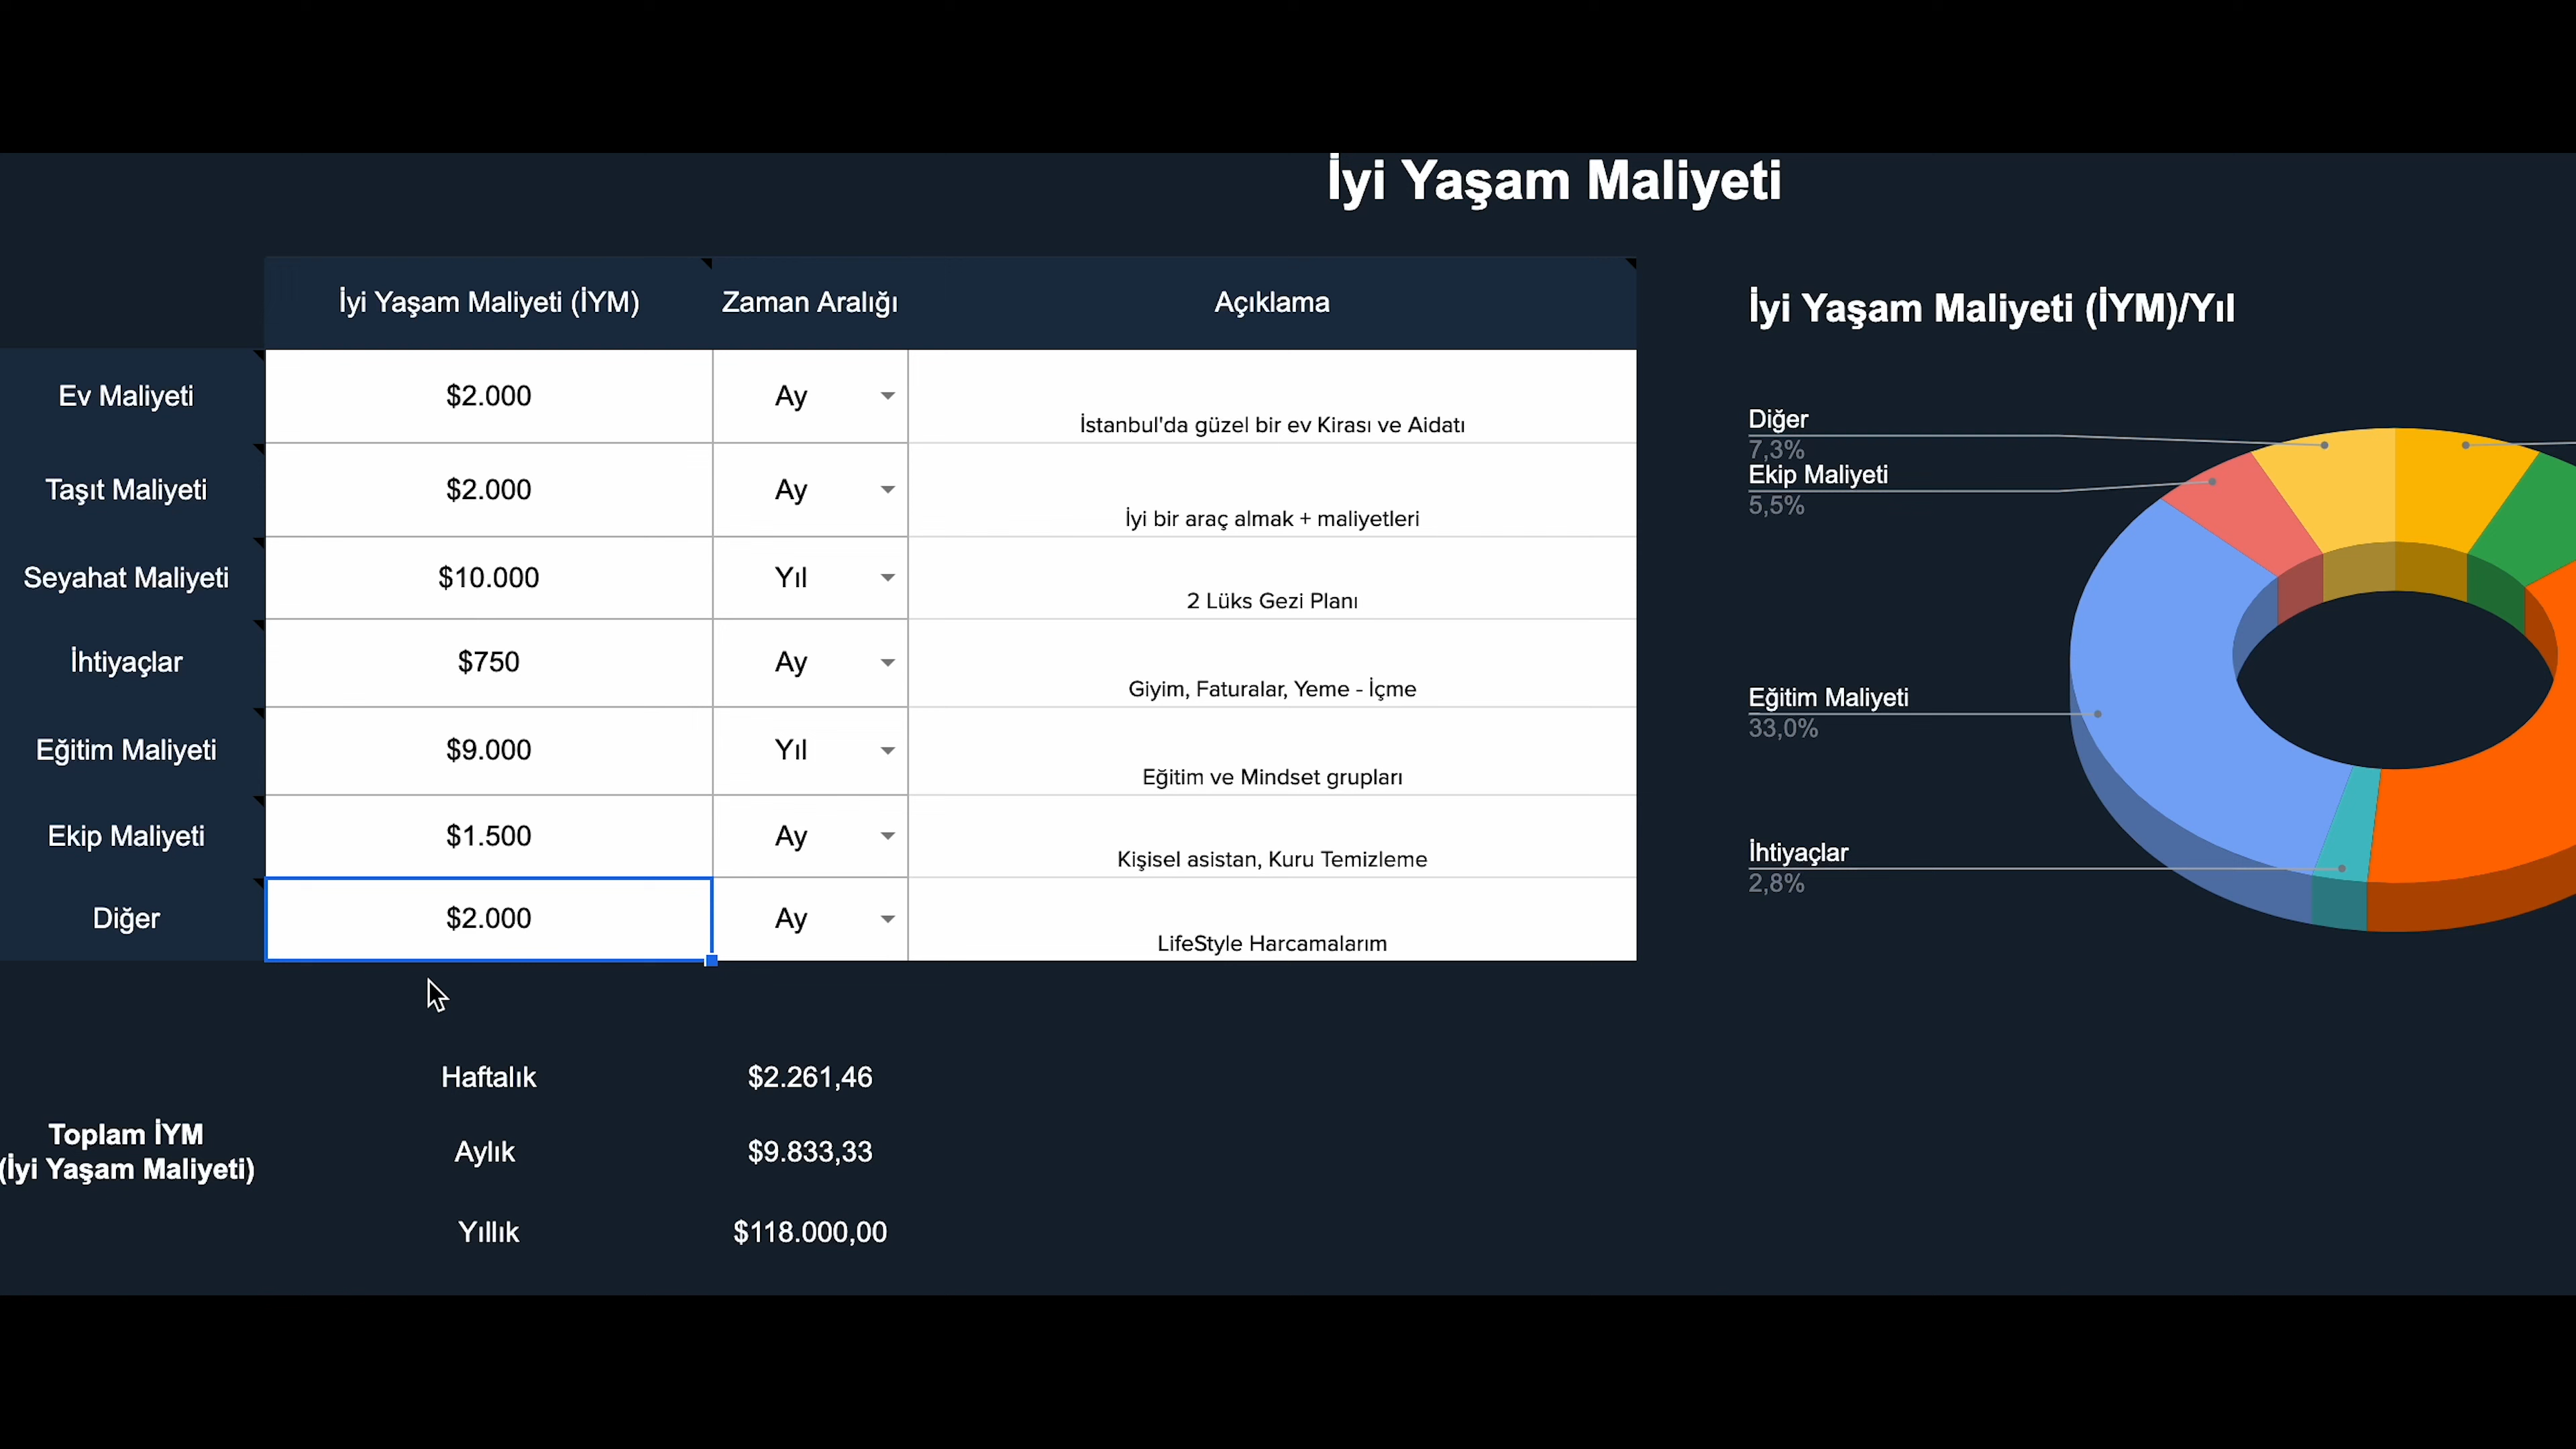 İyi Yaşam Maliyeti
İyi Yaşam Maliyeti (İYM) Zaman Aralığı Açıklama
Ev Maliyeti $2.000 Ay İstanbul'da güzel bir ev Kirası ve Aidatı
Taşıt Maliyeti $2.000 Ay İyi bir araç almak + maliyetleri
Seyahat Maliyeti $10.000 Yıl 2 Lüks Gezi Planı
İhtiyaçlar $750 Ay Giyim, Faturalar, Yeme - İçme
Eğitim Maliyeti $9.000 Yıl Eğitim ve Mindset grupları
Ekip Maliyeti $1.500 Ay Kişisel asistan, Kuru Temizleme
Diğer $2.000 Ay LifeStyle Harcamalarım
Toplam İYM
(İyi Yaşam Maliyeti)
Haftalık $2.261,46
Aylık $9.833,33
Yıllık $118.000,00
İyi Yaşam Maliyeti (İYM)/Yıl
Diğer
7,3%
Ekip Maliyeti
5,5%
Eğitim Maliyeti
33,0%
İhtiyaçlar
2,8%